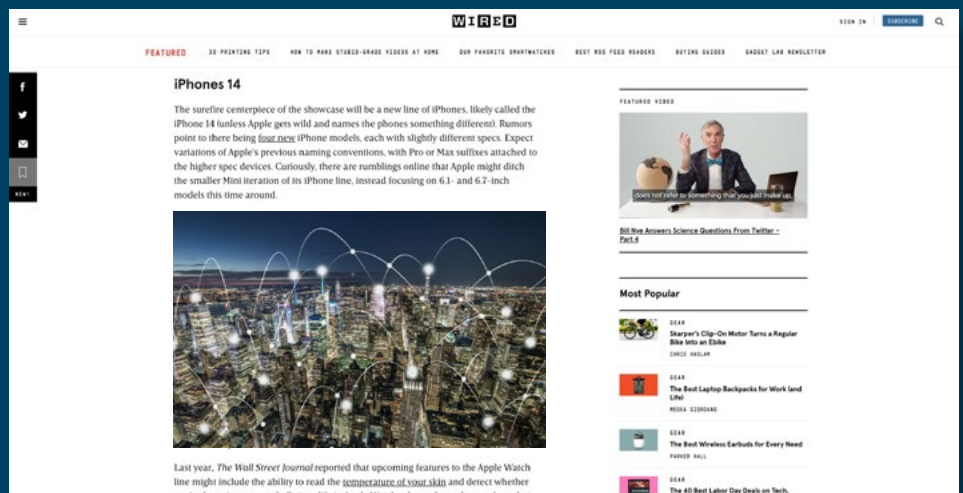 WIRED
SIGN IN
SUBSCRIBE
FEATURED
3D PRINTING TIPS
HOW TO MAKE STUDIO-GRADE VIDEOS AT HOME
OUR FAVORITE SMARTWATCHES
BEST RSS FEED READERS
BUYING GUIDES
GADGET LAB NEWSLETTER
NEW!
iPhones 14
The surefire centerpiece of the showcase will be a new line of iPhones, likely called the
iPhone 14 (unless Apple gets wild and names the phones something different). Rumors
point to there being four new iPhone models, each with slightly different specs. Expect
variations of Apple's previous naming conventions, with Pro or Max suffixes attached to
the higher spec devices. Curiously, there are rumblings online that Apple might ditch
the smaller Mini iteration of its iPhone line, instead focusing on 6.1- and 6.7-inch
models this time around.
Last year, The Wall Street Journal reported that upcoming features to the Apple Watch
line might include the ability to read the temperature of your skin and detect whether
FEATURED VIDEO
does not refer to something that you just make up,
Bill Nye Answers Science Questions From Twitter -
Part 4
Most Popular
GEAR
Skarper's Clip-On Motor Turns a Regular
Bike Into an Ebike
CHRIS HASLAM
GEAR
The Best Laptop Backpacks for Work (and
Life)
MEDEA GIORDANO
GEAR
The Best Wireless Earbuds for Every Need
PARKER HALL
GEAR
The 40 Best Labor Day Deals on Tech,